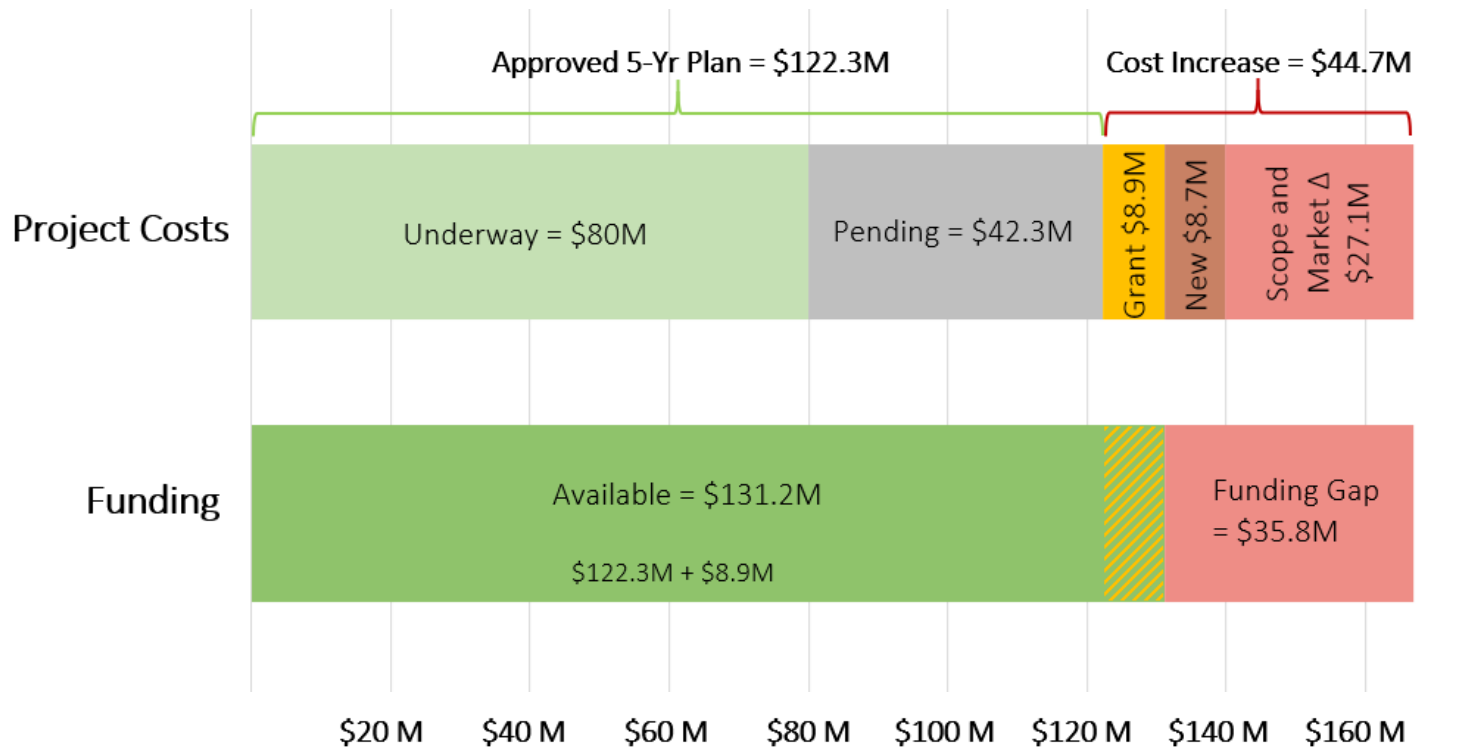 Approved 5-Yr Plan = $122.3M
Cost Increase = $44.7M
Project Costs
Underway = $80M
Pending = $42.3M
Grant $8.9M
New $8.7M
Scope and
Market Δ
$27.1M
Funding
Available = $131.2M
$122.3M + $8.9M
Funding Gap
= $35.8M
$20 M
$40 M
$60 M
$80 M
$100 M
$120 M
$140 M
$160 M